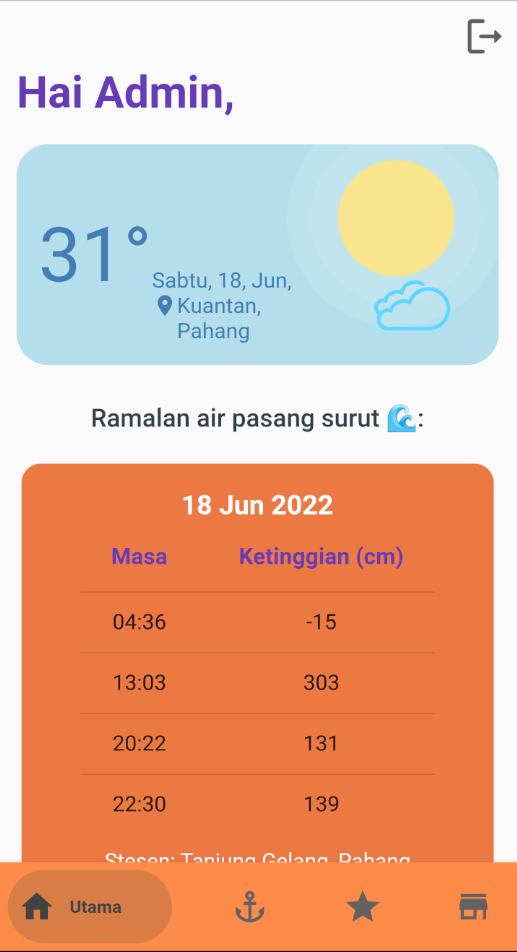 Hai Admin,
31°
Sabtu, 18, Jun,
Kuantan,
Pahang
Ramalan air pasang surut 🌊:
18 Jun 2022
Masa Ketinggian (cm)
04:36 -15
13:03 303
20:22 131
22:30 139
Stesen: Tanjung Gelang, Pahang
Utama